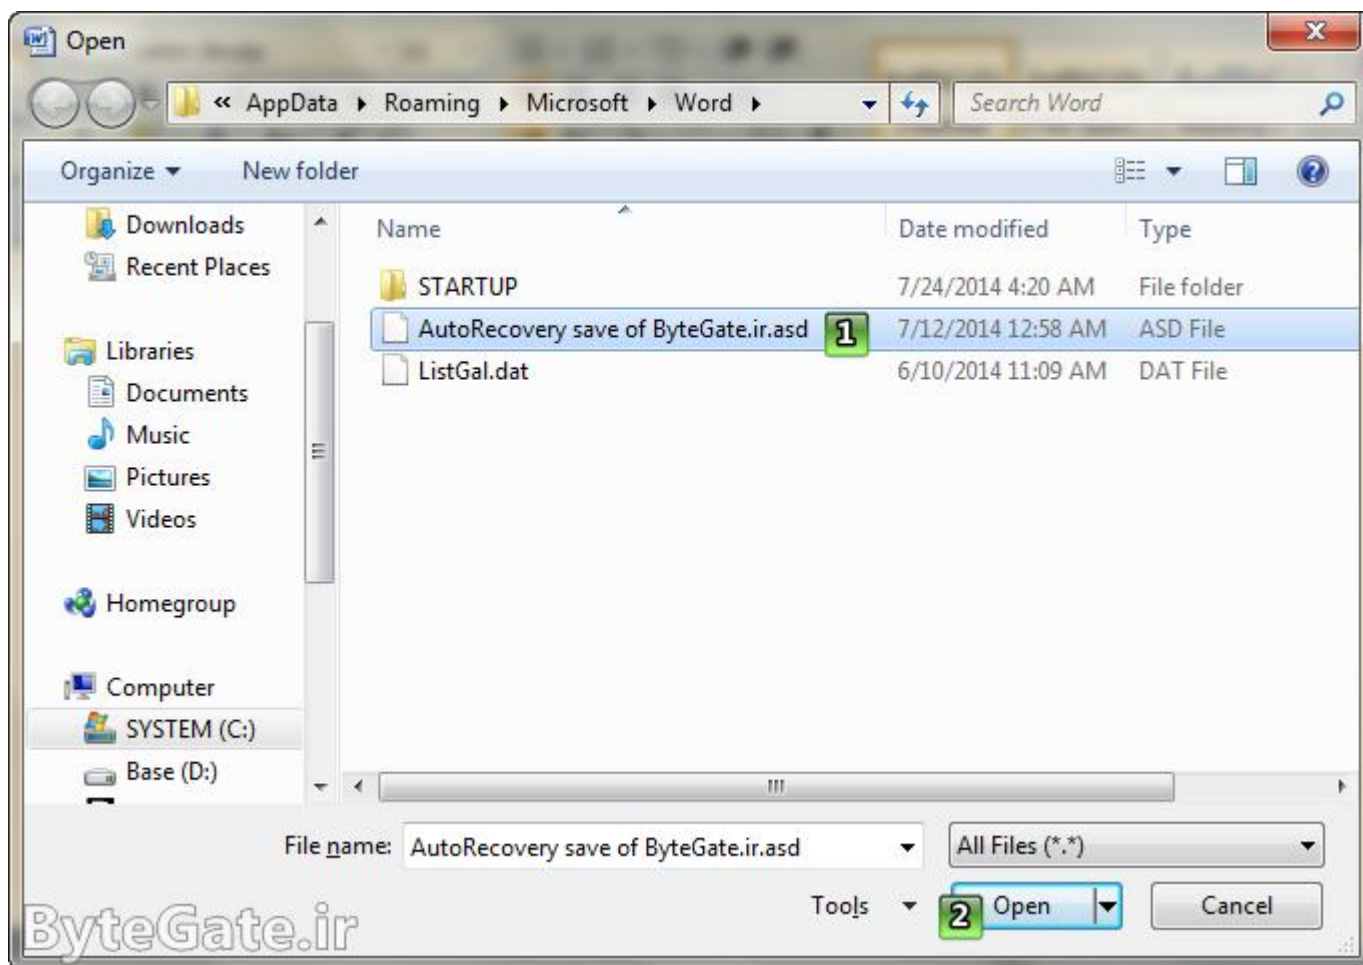 Open
« AppData ▸ Roaming ▸ Microsoft ▸ Word ▸
Search Word
Organize
New folder
Downloads
Recent Places
Libraries
Documents
Music
Pictures
Videos
Homegroup
Computer
SYSTEM (C:)
Base (D:)
Name Date modified Type
STARTUP 7/24/2014 4:20 AM File folder
AutoRecovery save of ByteGate.ir.asd 1 7/12/2014 12:58 AM ASD File
ListGal.dat 6/10/2014 11:09 AM DAT File
File name: AutoRecovery save of ByteGate.ir.asd All Files (*.*)
Tools 2 Open Cancel
ByteGate.ir